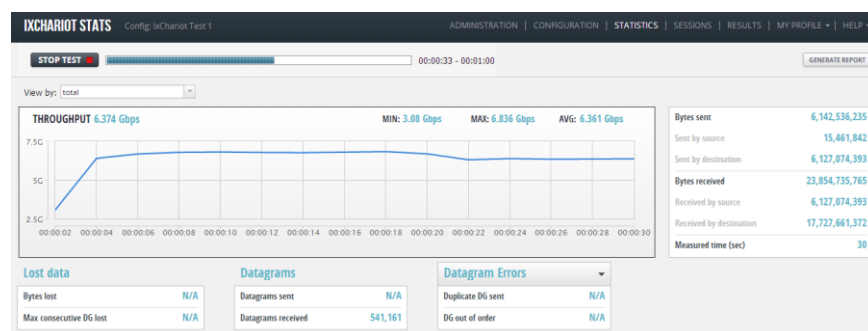 IXCHARIOT STATS Config: IxChariot Test 1 ADMINISTRATION | CONFIGURATION | STATISTICS | SESSIONS | RESULTS | MY PROFILE | HELP
STOP TEST 00:00:33 - 00:01:00 GENERATE REPORT
View by: total
THROUGHPUT 6.374 Gbps MIN: 3.08 Gbps MAX: 6.836 Gbps AVG: 6.361 Gbps
7.5G
5G
2.5G
00:00:02 00:00:04 00:00:06 00:00:08 00:00:10 00:00:12 00:00:14 00:00:16 00:00:18 00:00:20 00:00:22 00:00:24 00:00:26 00:00:28 00:00:30
Bytes sent 6,142,536,235
Sent by source 15,461,842
Sent by destination 6,127,074,393
Bytes received 23,854,735,765
Received by source 6,127,074,393
Received by destination 17,727,661,372
Measured time (sec) 30
Lost data
Bytes lost N/A
Max consecutive DG lost N/A
Datagrams
Datagrams sent N/A
Datagrams received 541,161
Datagram Errors
Duplicate DG sent N/A
DG out of order N/A